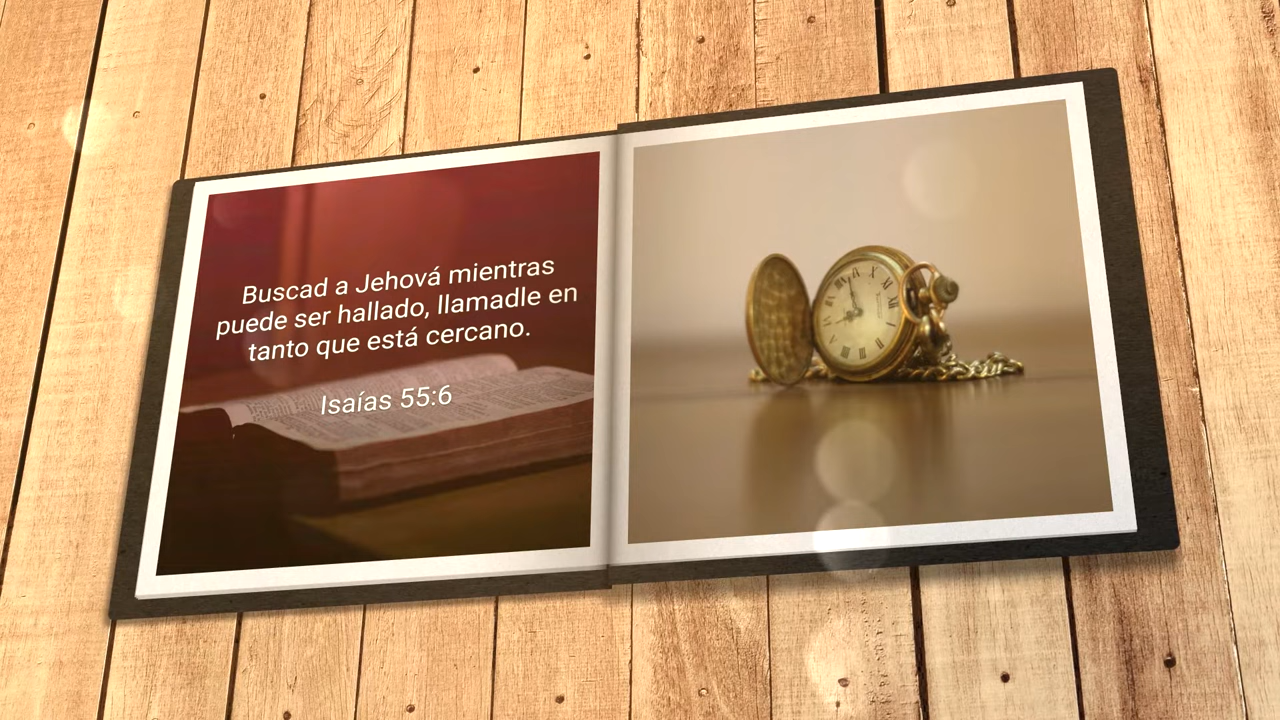 Buscad a Jehová mientras
puede ser hallado, llamadle en
tanto que está cercano.
Isaías 55:6